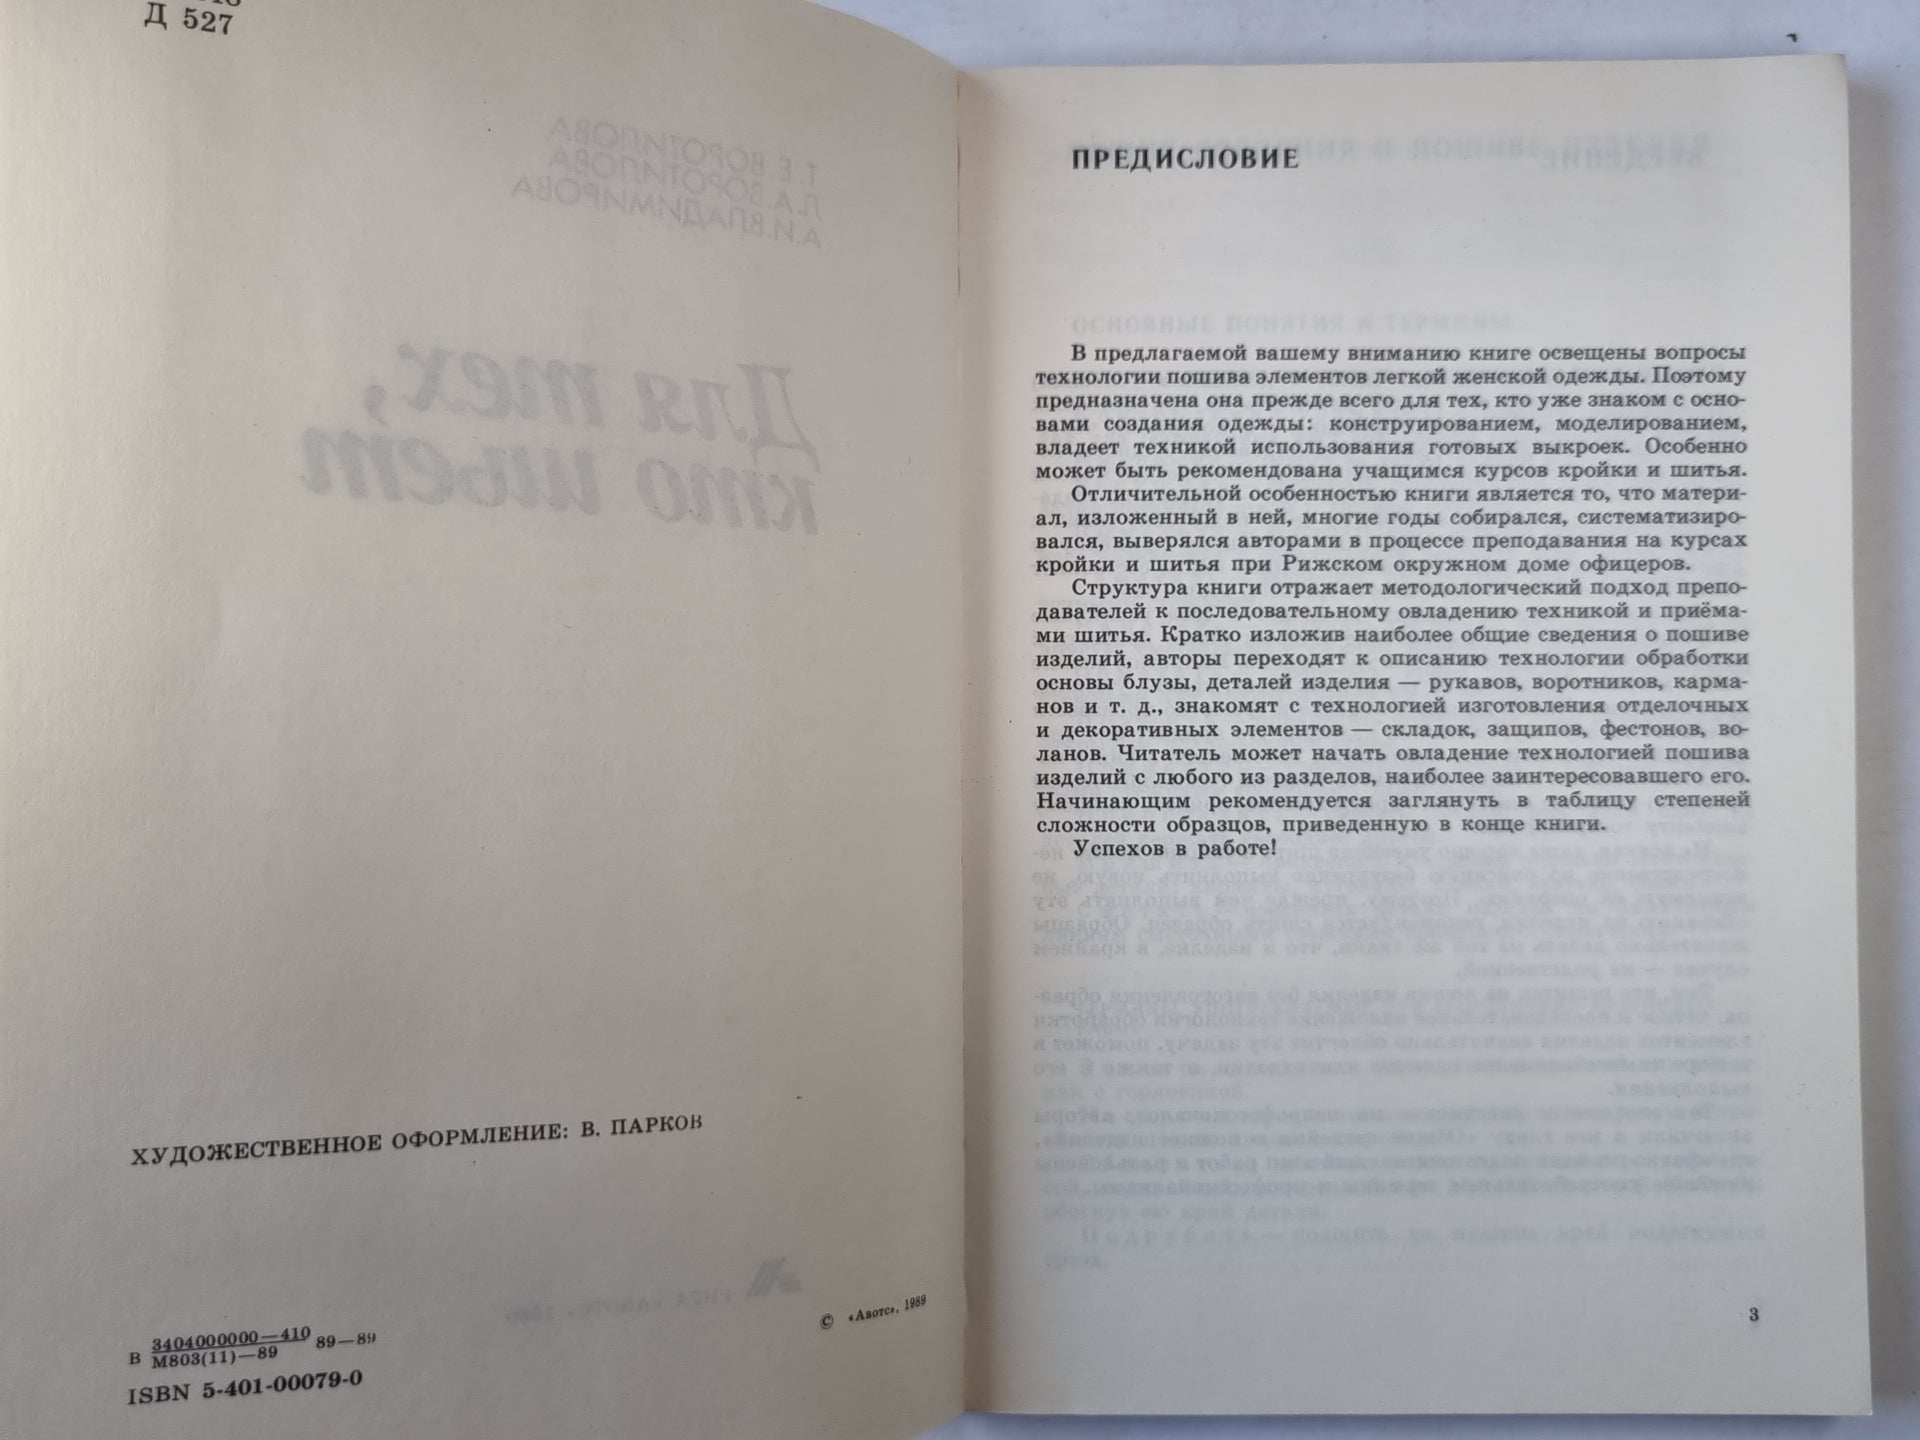 Д 527
Т. Е. ВОРОТИЛОВА
Л. А. ВОРОТИЛОВА
А. И. ВЛАДИМИРОВА
Для тех,
кто шьет
ХУДОЖЕСТВЕННОЕ ОФОРМЛЕНИЕ: В. ПАРКОВ
В 3404000000—410 89—89
М803(11)—89
ISBN 5-401-00079-0
© «Авотс», 1989
ПРЕДИСЛОВИЕ
В предлагаемой вашему вниманию книге освещены вопросы
технологии пошива элементов легкой женской одежды. Поэтому
предназначена она прежде всего для тех, кто уже знаком с осно-
вами создания одежды: конструированием, моделированием,
владеет техникой использования готовых выкроек. Особенно
может быть рекомендована учащимся курсов кройки и шитья.
Отличительной особенностью книги является то, что матери-
ал, изложенный в ней, многие годы собирался, систематизиро-
вался, выверялся авторами в процессе преподавания на курсах
кройки и шитья при Рижском окружном доме офицеров.
Структура книги отражает методологический подход препо-
давателей к последовательному овладению техникой и приёма-
ми шитья. Кратко изложив наиболее общие сведения о пошиве
изделий, авторы переходят к описанию технологии обработки
основы блузы, деталей изделия — рукавов, воротников, карма-
нов и т. д., знакомят с технологией изготовления отделочных
и декоративных элементов — складок, защипов, фестонов, во-
ланов. Читатель может начать овладение технологией пошива
изделий с любого из разделов, наиболее заинтересовавшего его.
Начинающим рекомендуется заглянуть в таблицу степеней
сложности образцов, приведенную в конце книги.
Успехов в работе!
3